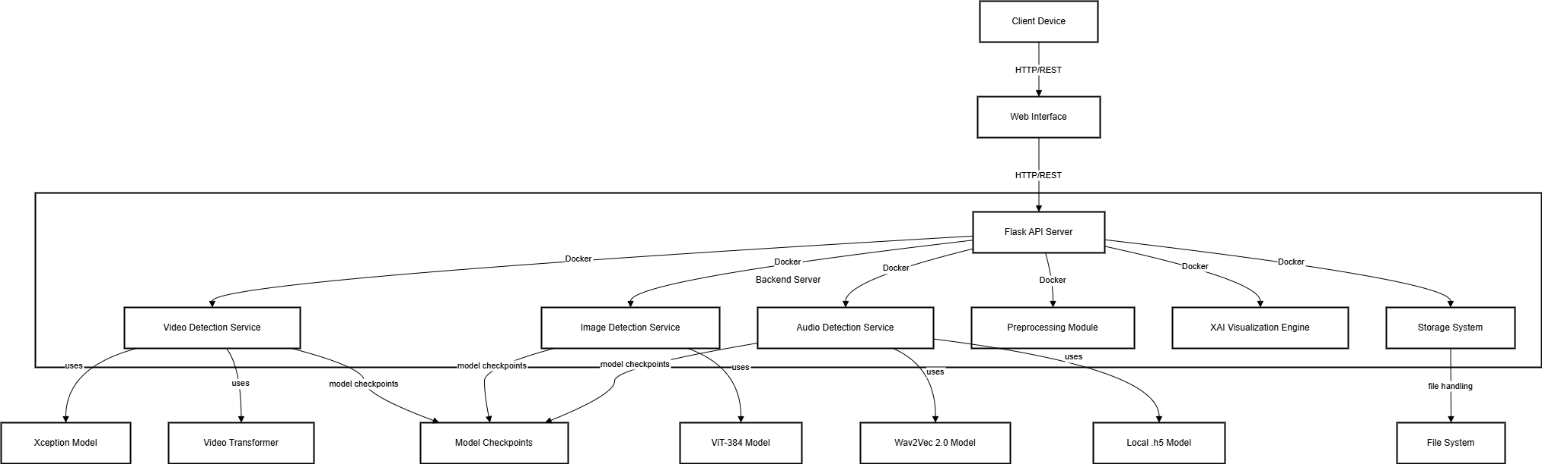 Client Device
HTTP/REST
Web Interface
HTTP/REST
Flask API Server
Docker
Docker
Docker
Docker
Docker
Docker
Backend Server
Video Detection Service
Image Detection Service
Audio Detection Service
Preprocessing Module
XAI Visualization Engine
Storage System
uses
uses
model checkpoints
model checkpoints
model checkpoints
uses
uses
uses
file handling
Xception Model
Video Transformer
Model Checkpoints
ViT-384 Model
Wav2Vec 2.0 Model
Local .h5 Model
File System